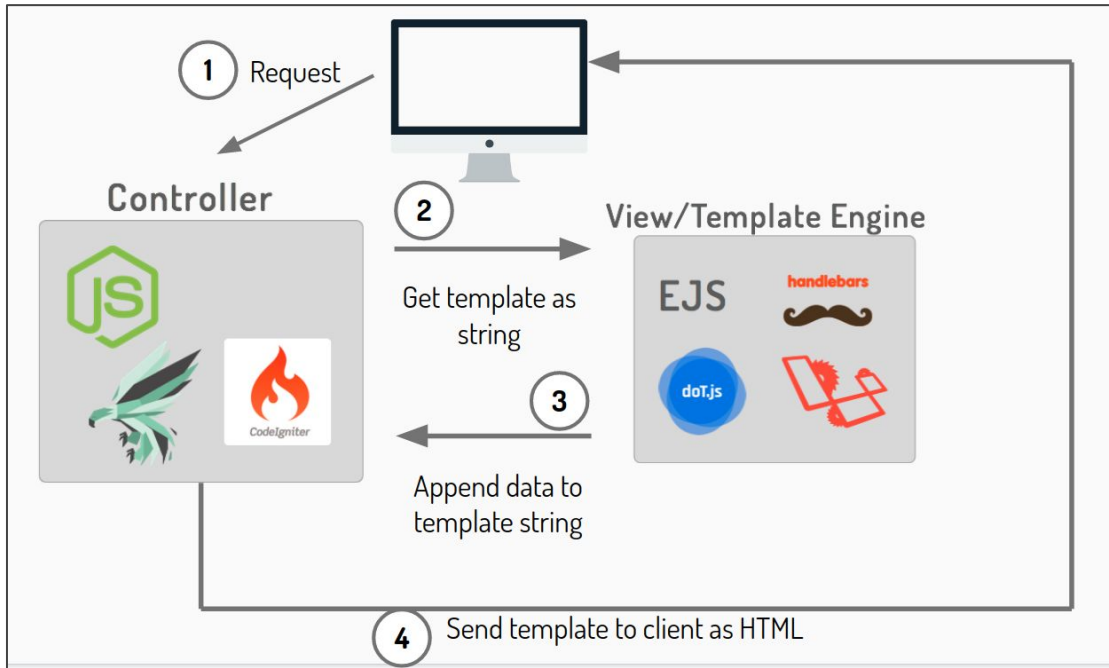 1
Request
Controller
JS
CodeIgniter
2
Get template as
string
View/Template Engine
EJS
handlebars
doT.js
3
Append data to
template string
4
Send template to client as HTML